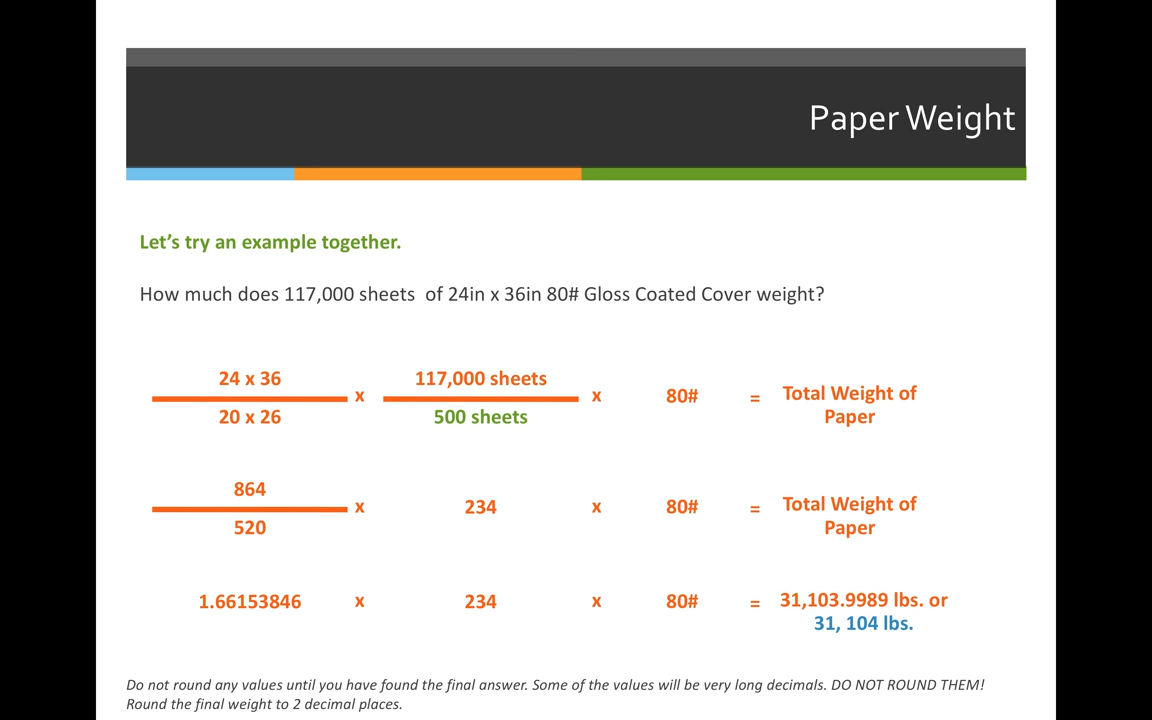 Paper Weight
Let's try an example together.
How much does 117,000 sheets of 24in x 36in 80# Gloss Coated Cover weight?
24 x 36
20 x 26
x
117,000 sheets
500 sheets
x
80#
=
Total Weight of
Paper
864
520
x
234
x
80#
=
Total Weight of
Paper
1.66153846
x
234
x
80#
=
31,103.9989 lbs. or
31, 104 lbs.
Do not round any values until you have found the final answer. Some of the values will be very long decimals. DO NOT ROUND THEM!
Round the final weight to 2 decimal places.